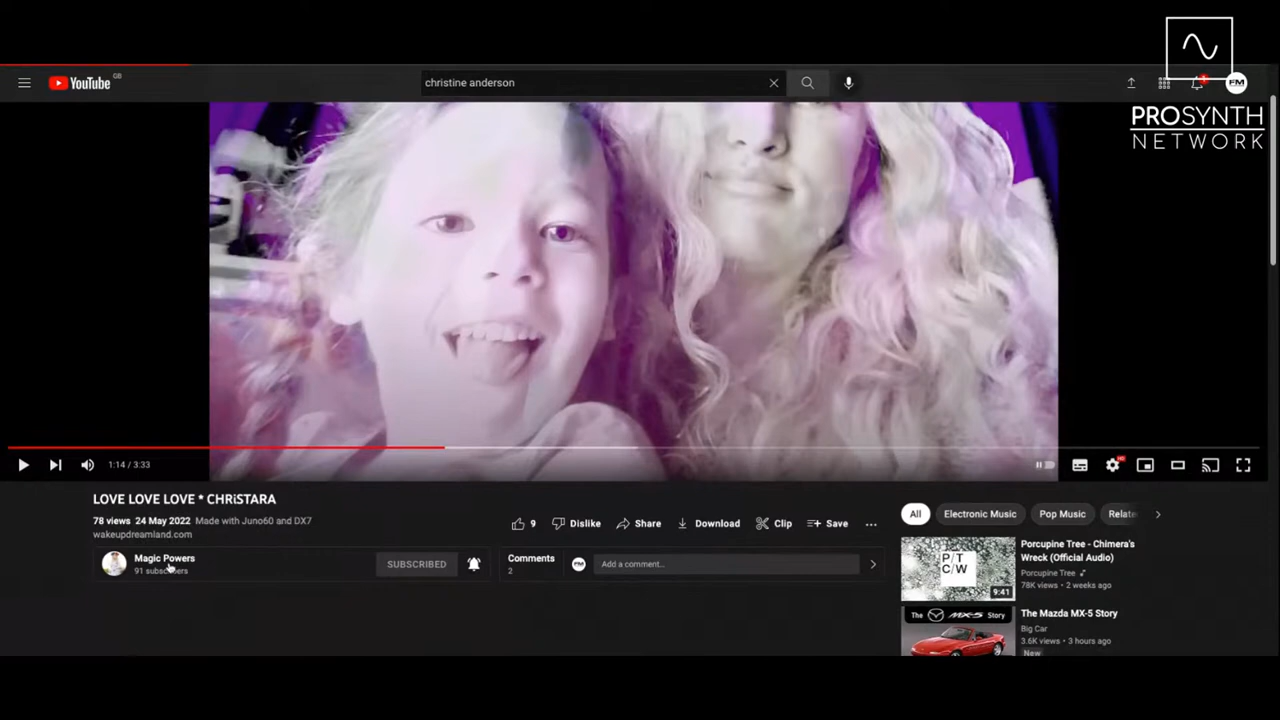 YouTube GB
christine anderson
FM
PROSYNTH
NETWORK
1:14 / 3:33
HD
LOVE LOVE LOVE * CHRiSTARA
78 views 24 May 2022 Made with Juno60 and DX7
wakeupdreamland.com
9 Dislike Share Download Clip Save ...
Magic Powers
91 subscribers
SUBSCRIBED
Comments
2
FM
Add a comment...
All Electronic Music Pop Music Relate
P/T
C/W
9:41
Porcupine Tree - Chimera's
Wreck (Official Audio)
Porcupine Tree
78K views • 2 weeks ago
The MX-5 Story
The Mazda MX-5 Story
Big Car
3.6K views • 3 hours ago
New